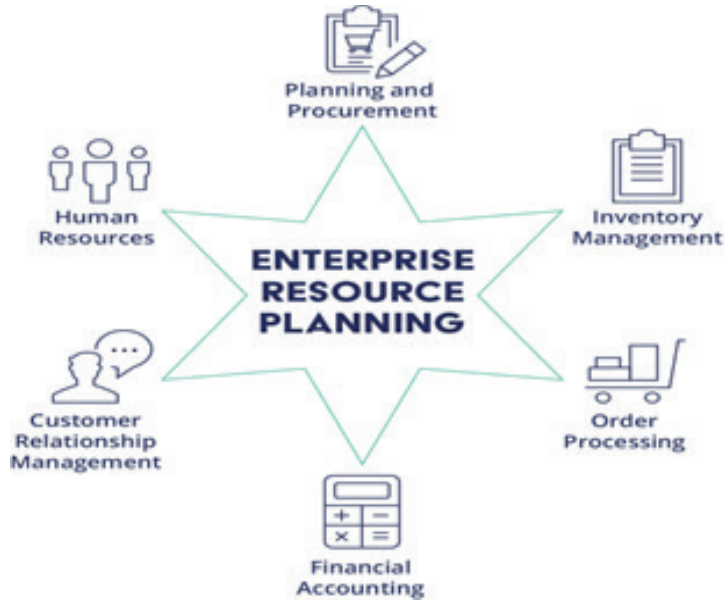 Planning and
Procurement
Human
Resources
Inventory
Management
ENTERPRISE
RESOURCE
PLANNING
Customer
Relationship
Management
Order
Processing
Financial
Accounting